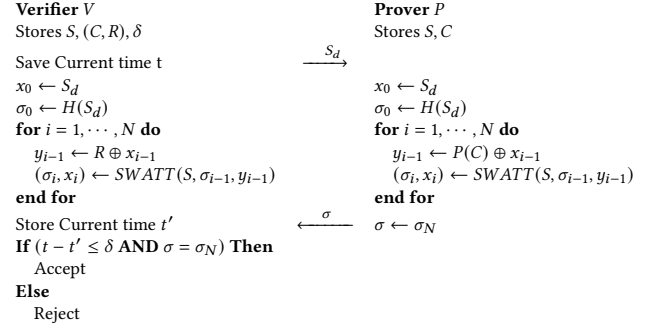 Verifier V Prover P
Stores S, (C, R), δ Stores S, C
Save Current time t S_d
x_0 ← S_d x_0 ← S_d
σ_0 ← H(S_d) σ_0 ← H(S_d)
for i = 1, ⋯ , N do for i = 1, ⋯ , N do
y_{i−1} ← R ⊕ x_{i−1} y_{i−1} ← P(C) ⊕ x_{i−1}
(σ_i, x_i) ← SWATT(S, σ_{i−1}, y_{i−1}) (σ_i, x_i) ← SWATT(S, σ_{i−1}, y_{i−1})
end for end for
Store Current time t′ σ σ ← σ_N
If (t − t′ ≤ δ AND σ = σ_N) Then
Accept
Else
Reject